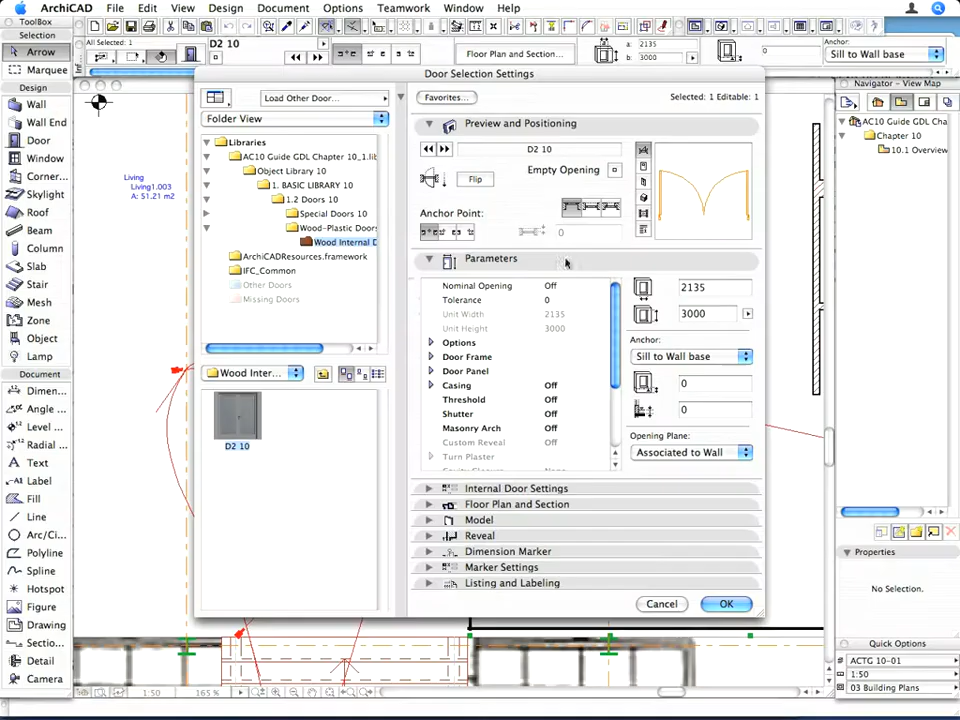 ArchiCAD File Edit View Design Document Options Teamwork Window Help
ToolBox
Selection
Arrow
Marquee
Design
Wall
Wall End
Door
Window
Corner...
Skylight
Roof
Beam
Column
Slab
Stair
Mesh
Zone
Object
Lamp
Document
Dimen...
Angle ...
Level ...
Radial ...
Text
Label
Fill
Line
Arc/Ci...
Polyline
Spline
Hotspot
Figure
Drawing
Sectio...
Detail
Camera
All Selected: 1
D2 10
Floor Plan and Section...
a: 2135
b: 3000
0
Anchor:
Sill to Wall base
Living
Living1.003
A: 51.21 m2
Door Selection Settings
Load Other Door...
Folder View
Libraries
AC10 Guide GDL Chapter 10_1.lib
Object Library 10
1. BASIC LIBRARY 10
1.2 Doors 10
Special Doors 10
Wood-Plastic Doors
Wood Internal D
ArchiCADResources.framework
IFC_Common
Other Doors
Missing Doors
Wood Inter...
D2 10
Favorites...
Selected: 1 Editable: 1
Preview and Positioning
D2 10
Flip
Empty Opening
Anchor Point:
0
Parameters
Nominal Opening Off
Tolerance 0
Unit Width 2135
Unit Height 3000
Options
Door Frame
Door Panel
Casing Off
Threshold Off
Shutter Off
Masonry Arch Off
Custom Reveal Off
Turn Plaster
Cavity Closure None
2135
3000
Anchor:
Sill to Wall base
0
0
Opening Plane:
Associated to Wall
Internal Door Settings
Floor Plan and Section
Model
Reveal
Dimension Marker
Marker Settings
Listing and Labeling
Cancel
OK
Navigator - View Map
AC10 Guide GDL Cha
Chapter 10
10.1 Overview
Properties
No Selection.
Quick Options
ACTG 10-01
1:50
03 Building Plans
1:50
165 %